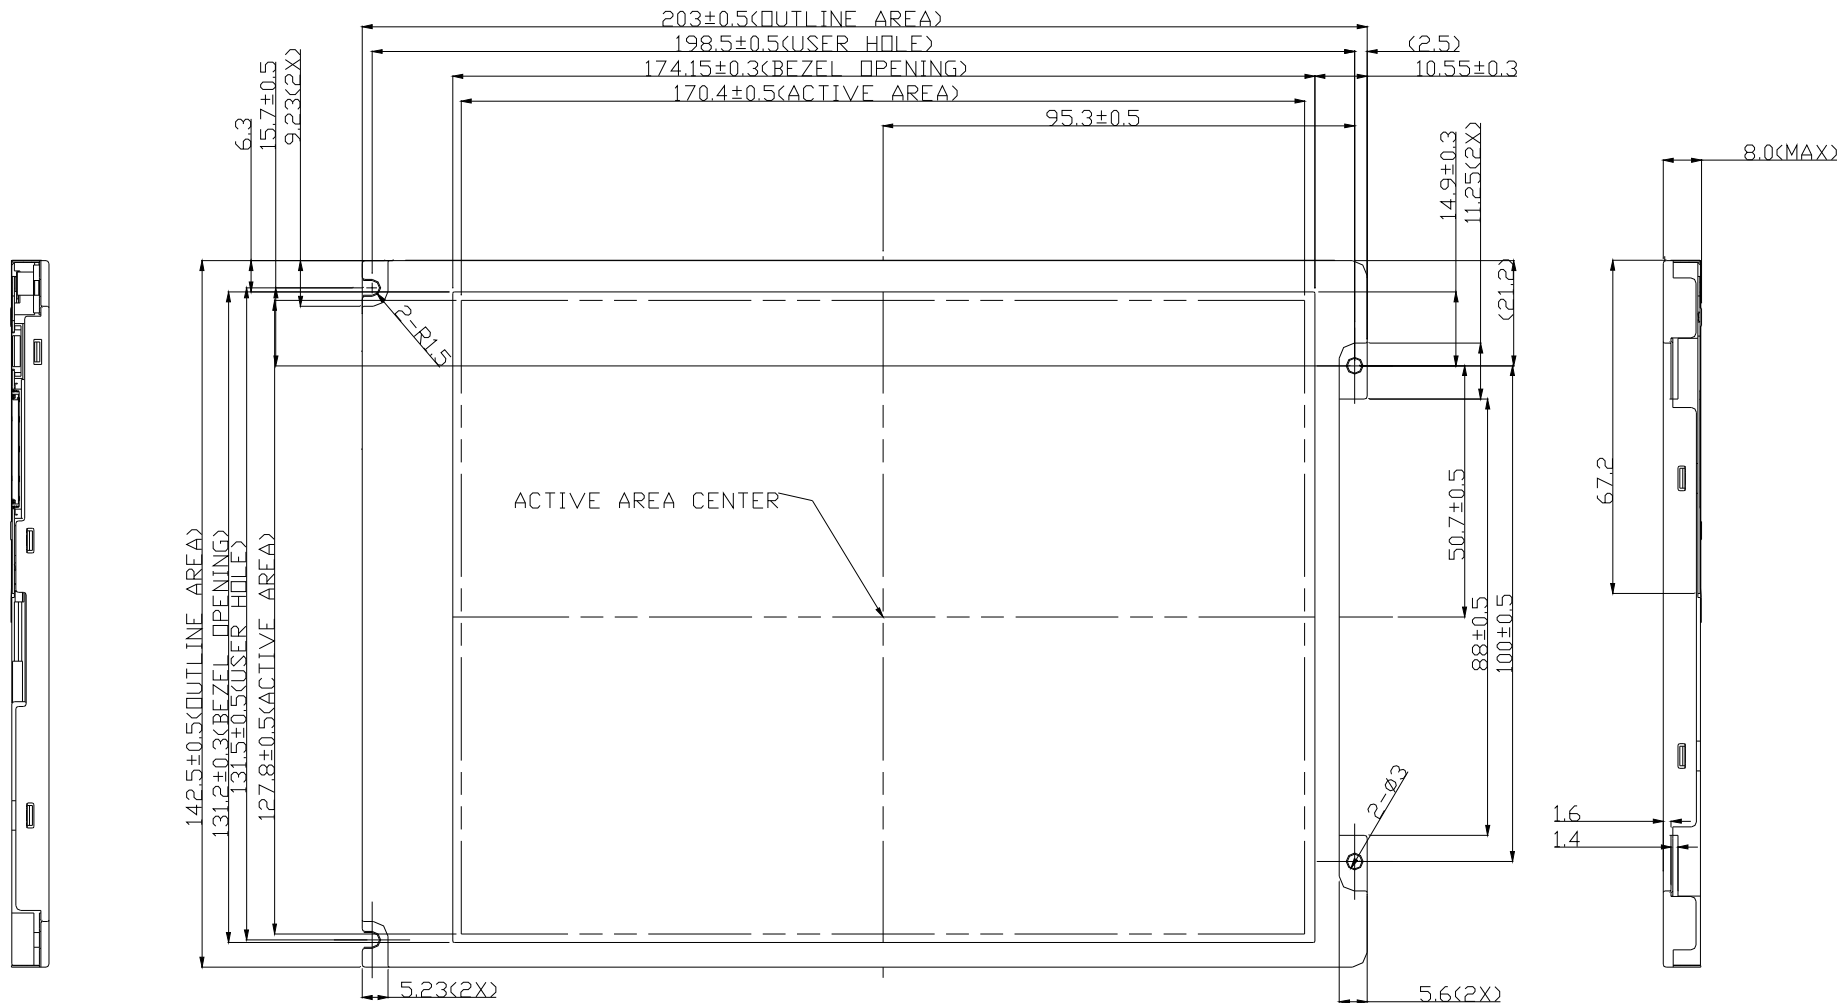 203±0.5(OUTLINE AREA)
198.5±0.5(USER HOLE)
(2.5)
174.15±0.3(BEZEL OPENING)
10.55±0.3
170.4±0.5(ACTIVE AREA)
95.3±0.5
6.3
15.7±0.5
9.23(2X)
14.9±0.3
11.25(2X)
8.0(MAX)
(21.2)
2-R1.5
ACTIVE AREA CENTER
67.2
50.7±0.5
142.5±0.5(OUTLINE AREA)
131.2±0.3(BEZEL OPENING)
131.5±0.5(USER HOLE)
127.8±0.5(ACTIVE AREA)
88±0.5
100±0.5
2-ø3
1.6
1.4
5.23(2X)
5.6(2X)